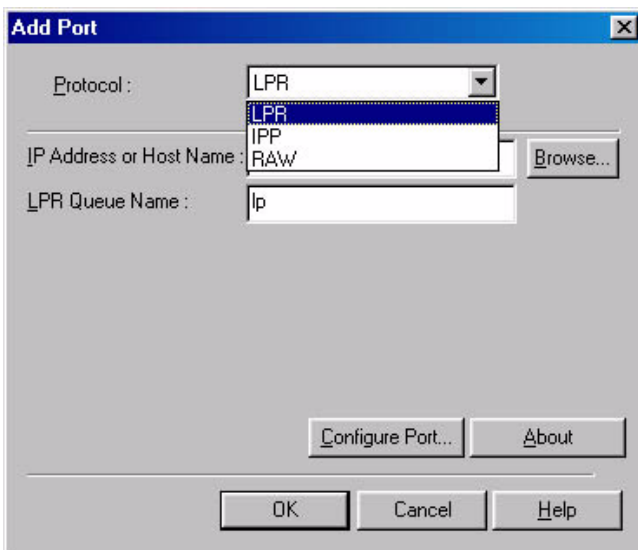 Add Port
Protocol :
LPR
LPR
IPP
RAW
IP Address or Host Name :
Browse...
LPR Queue Name :
lp
Configure Port...
About
OK
Cancel
Help